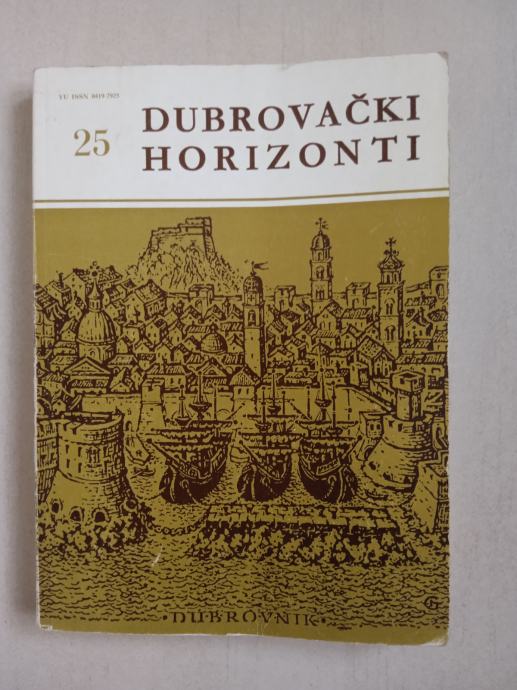 YU ISSN 0419-7925
25
DUBROVAČKI
HORIZONTI
·DUBROVNIK·